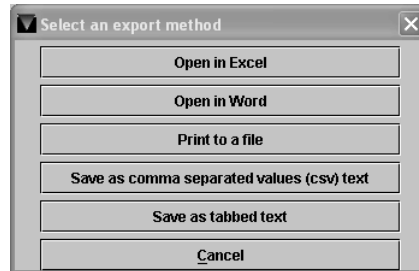 Select an export method
Open in Excel
Open in Word
Print to a file
Save as comma separated values (csv) text
Save as tabbed text
Cancel